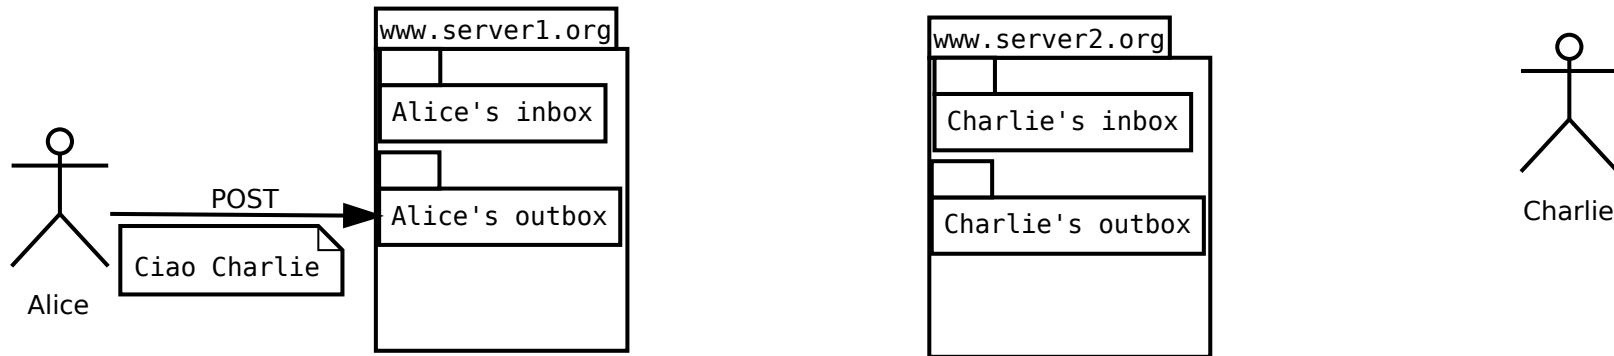 www.server1.org
Alice's inbox
Alice's outbox
POST
Ciao Charlie
Alice
www.server2.org
Charlie's inbox
Charlie's outbox
Charlie